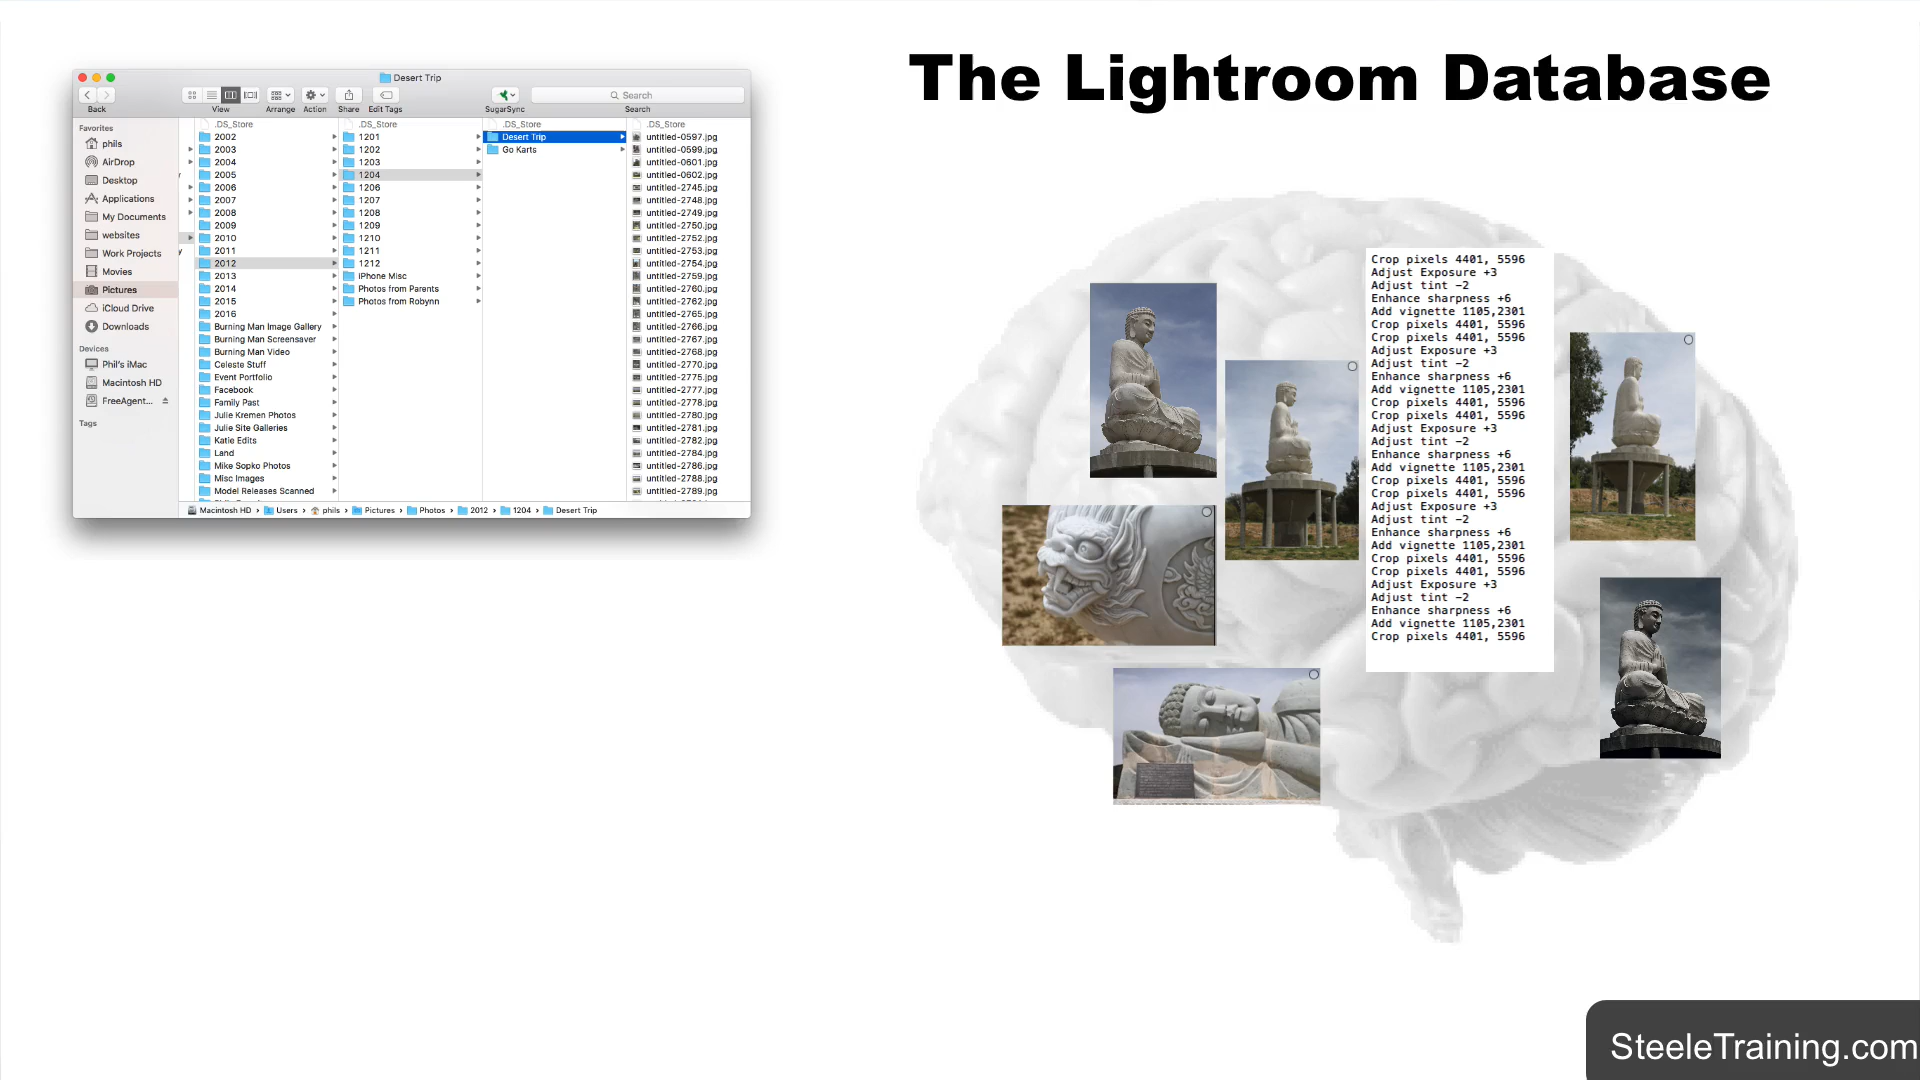 The Lightroom Database
Desert Trip
Back
View
Arrange
Action
Share
Edit Tags
SugarSync
Search
Search
Favorites
phils
AirDrop
Desktop
Applications
My Documents
websites
Work Projects
Movies
Pictures
iCloud Drive
Downloads
Devices
Phil's iMac
Macintosh HD
FreeAgent...
Tags
.DS_Store
2002
2003
2004
2005
2006
2007
2008
2009
2010
2011
2012
2013
2014
2015
2016
Burning Man Image Gallery
Burning Man Screensaver
Burning Man Video
Celeste Stuff
Event Portfolio
Facebook
Family Past
Julie Kremen Photos
Julie Site Galleries
Katie Edits
Land
Mike Sopko Photos
Misc Images
Model Releases Scanned
.DS_Store
1201
1202
1203
1204
1206
1207
1208
1209
1210
1211
1212
iPhone Misc
Photos from Parents
Photos from Robynn
.DS_Store
Desert Trip
Go Karts
.DS_Store
untitled-0597.jpg
untitled-0599.jpg
untitled-0601.jpg
untitled-0602.jpg
untitled-2745.jpg
untitled-2748.jpg
untitled-2749.jpg
untitled-2750.jpg
untitled-2752.jpg
untitled-2753.jpg
untitled-2754.jpg
untitled-2759.jpg
untitled-2760.jpg
untitled-2762.jpg
untitled-2765.jpg
untitled-2766.jpg
untitled-2767.jpg
untitled-2768.jpg
untitled-2770.jpg
untitled-2775.jpg
untitled-2777.jpg
untitled-2778.jpg
untitled-2780.jpg
untitled-2781.jpg
untitled-2782.jpg
untitled-2784.jpg
untitled-2786.jpg
untitled-2788.jpg
untitled-2789.jpg
Macintosh HD › Users › phils › Pictures › Photos › 2012 › 1204 › Desert Trip
Crop pixels 4401, 5596
Adjust Exposure +3
Adjust tint -2
Enhance sharpness +6
Add vignette 1105,2301
Crop pixels 4401, 5596
Crop pixels 4401, 5596
Adjust Exposure +3
Adjust tint -2
Enhance sharpness +6
Add vignette 1105,2301
Crop pixels 4401, 5596
Crop pixels 4401, 5596
Adjust Exposure +3
Adjust tint -2
Enhance sharpness +6
Add vignette 1105,2301
Crop pixels 4401, 5596
Crop pixels 4401, 5596
Adjust Exposure +3
Adjust tint -2
Enhance sharpness +6
Add vignette 1105,2301
Crop pixels 4401, 5596
Crop pixels 4401, 5596
Adjust Exposure +3
Adjust tint -2
Enhance sharpness +6
Add vignette 1105,2301
Crop pixels 4401, 5596
SteeleTraining.com